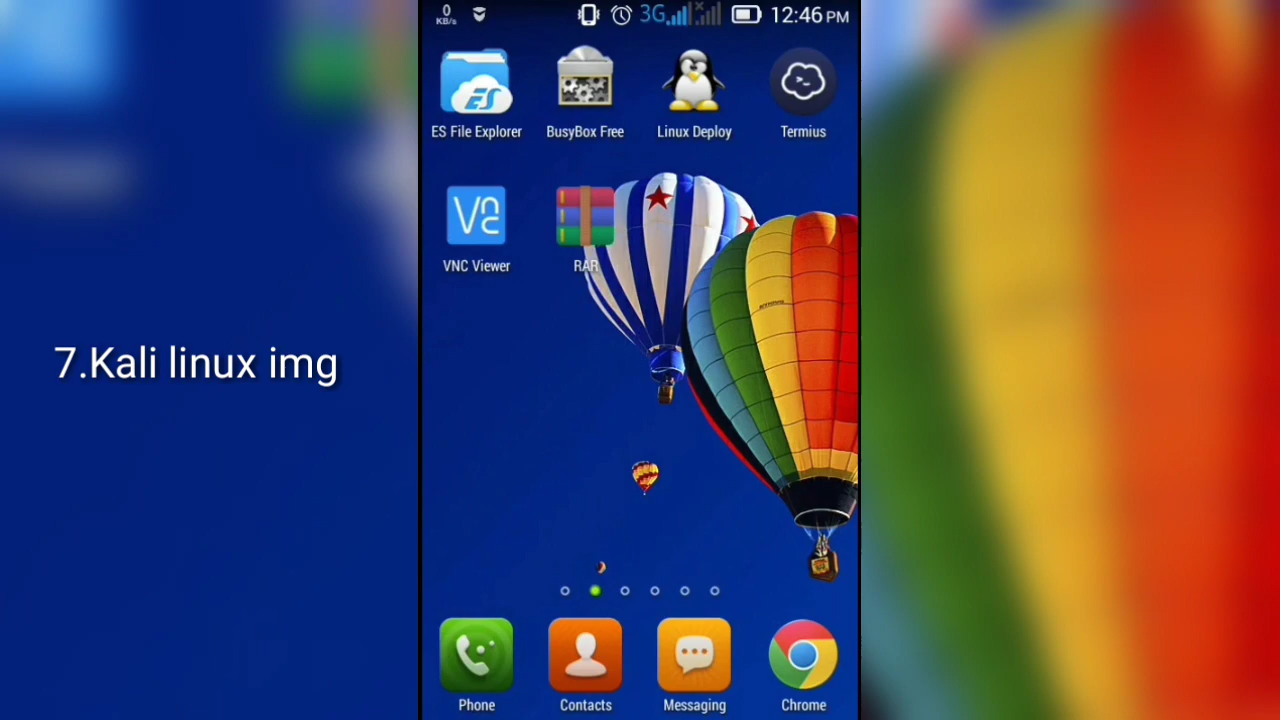 0
KB/s
3G
12:46 PM
ES
ES File Explorer
BusyBox Free
Linux Deploy
Termius
VNC Viewer
RAR
7.Kali linux img
Phone
Contacts
Messaging
Chrome